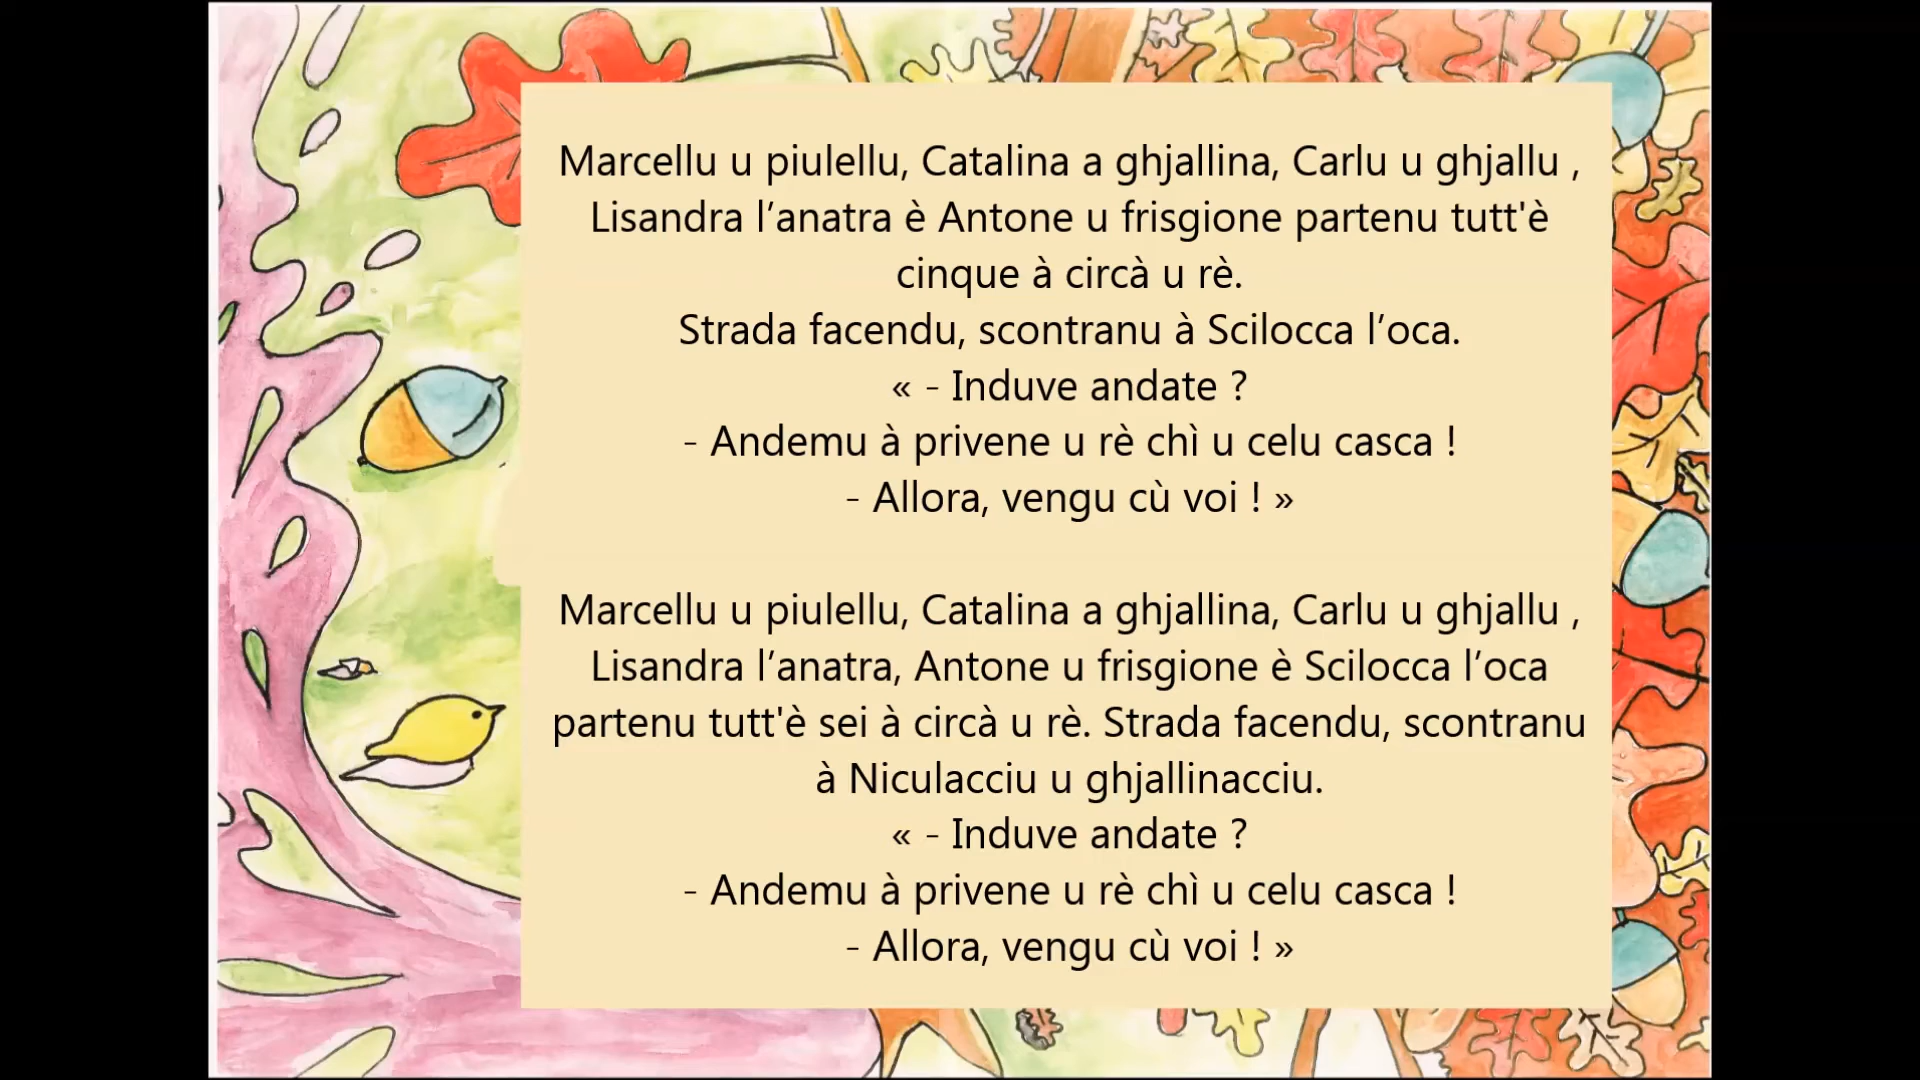 Marcellu u piulellu, Catalina a ghjallina, Carlu u ghjallu ,
Lisandra l’anatra è Antone u frisgione partenu tutt'è
cinque à circà u rè.
Strada facendu, scontranu à Scilocca l’oca.
« - Induve andate ?
- Andemu à privene u rè chì u celu casca !
- Allora, vengu cù voi ! »
Marcellu u piulellu, Catalina a ghjallina, Carlu u ghjallu ,
Lisandra l’anatra, Antone u frisgione è Scilocca l’oca
partenu tutt'è sei à circà u rè. Strada facendu, scontranu
à Niculacciu u ghjallinacciu.
« - Induve andate ?
- Andemu à privene u rè chì u celu casca !
- Allora, vengu cù voi ! »